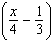 (x/4 − 1/3)